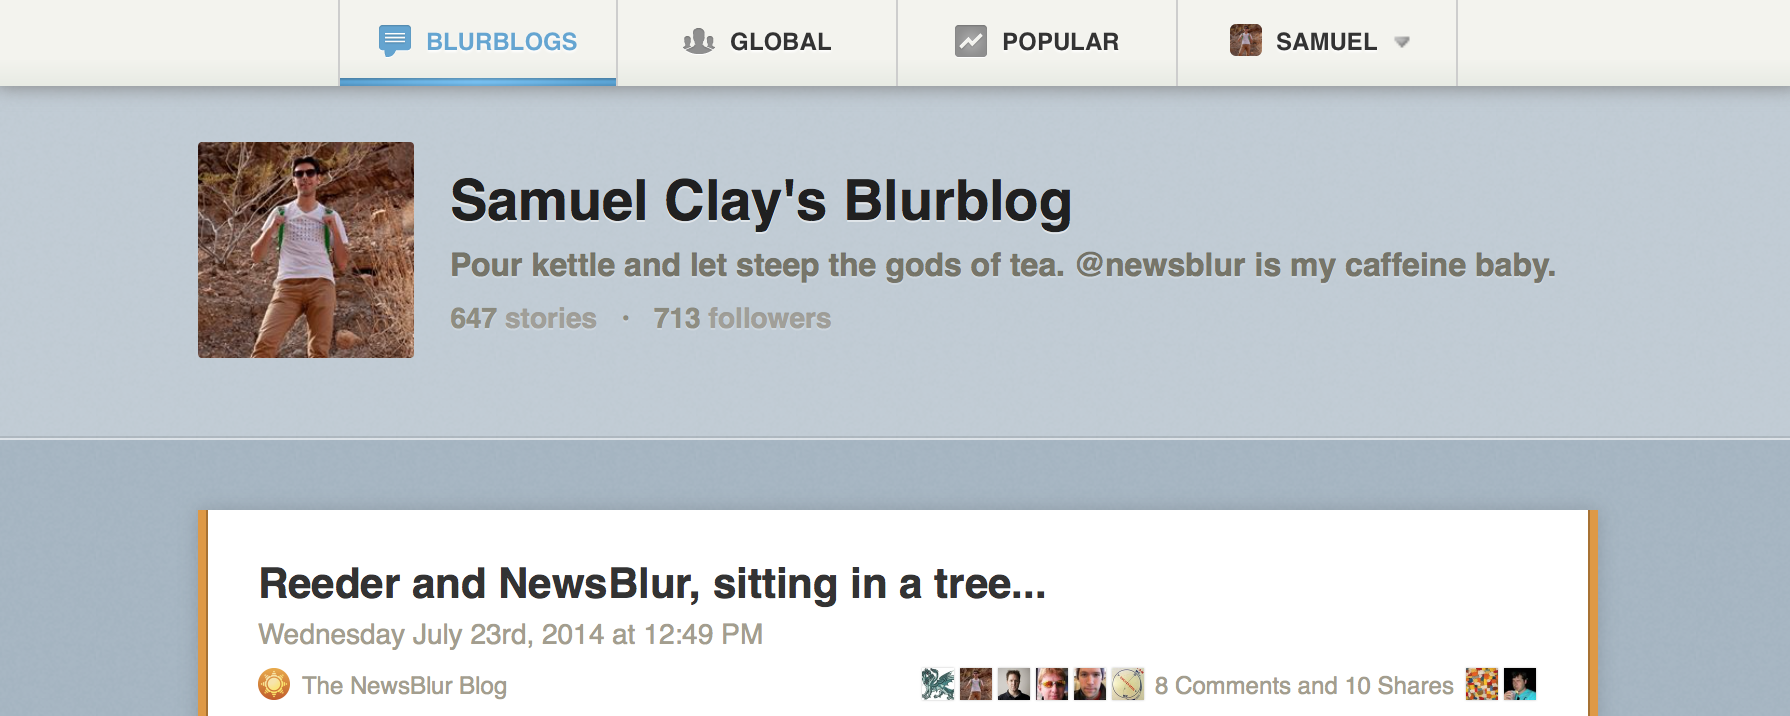 BLURBLOGS
GLOBAL
POPULAR
SAMUEL
Samuel Clay's Blurblog
Pour kettle and let steep the gods of tea. @newsblur is my caffeine baby.
647 stories · 713 followers
Reeder and NewsBlur, sitting in a tree...
Wednesday July 23rd, 2014 at 12:49 PM
The NewsBlur Blog
8 Comments and 10 Shares